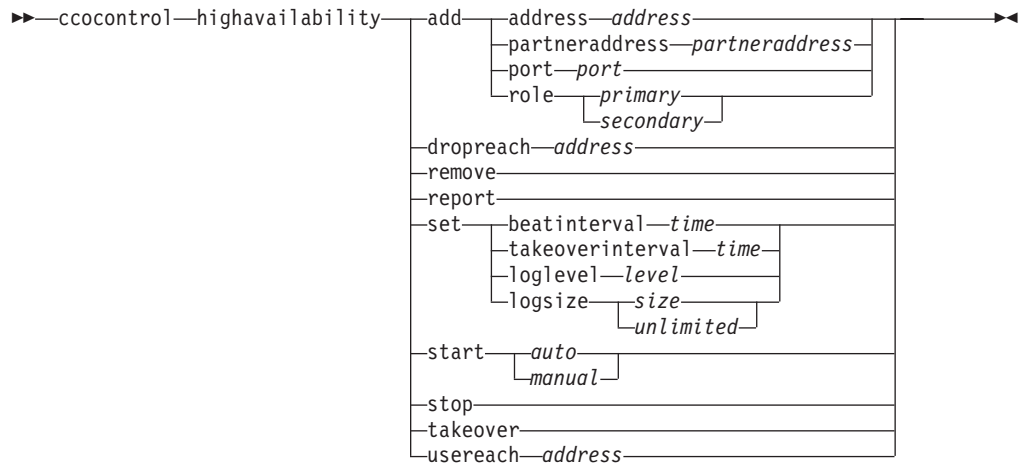 ccocontrol highavailability add address address
partneraddress partneraddress
port port
role primary
secondary
dropreach address
remove
report
set beatinterval time
takeoverinterval time
loglevel level
logsize size
unlimited
start auto
manual
stop
takeover
usereach address